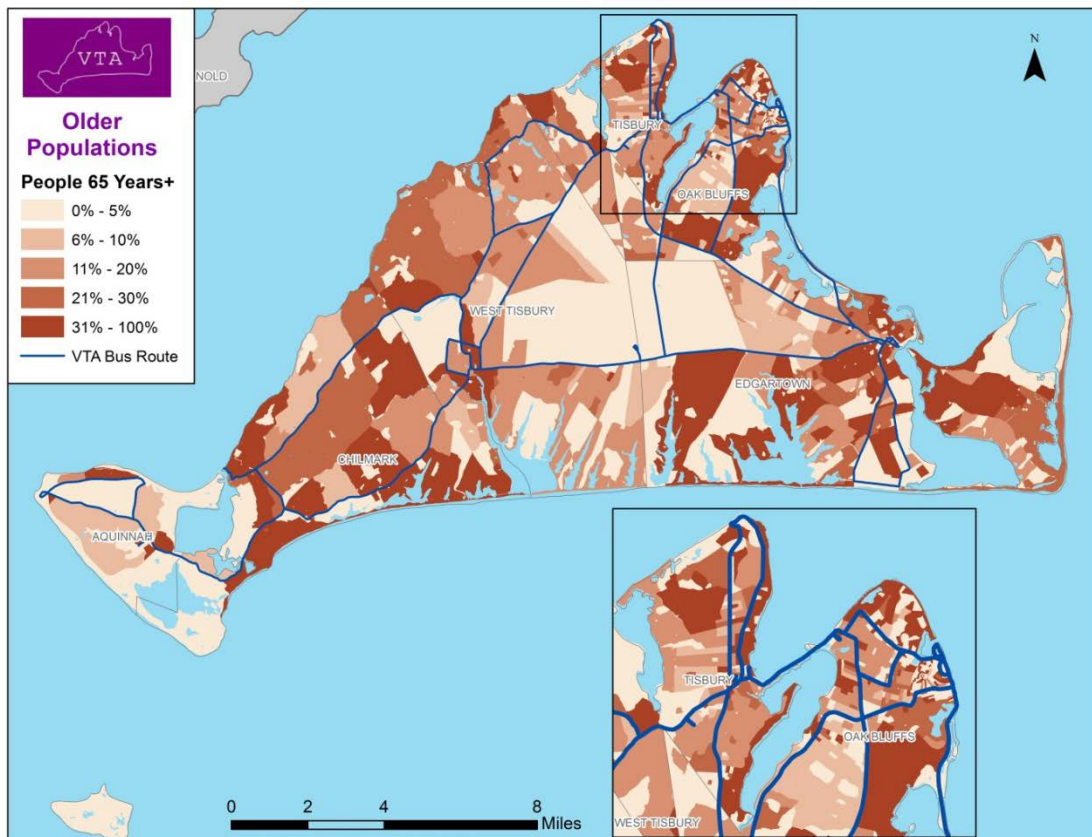 VTA
Older
Populations
People 65 Years+
0% - 5%
6% - 10%
11% - 20%
21% - 30%
31% - 100%
VTA Bus Route
NOLD
N
TISBURY
OAK BLUFFS
WEST TISBURY
EDGARTOWN
CHILMARK
AQUINNAH
TISBURY
OAK BLUFFS
WEST TISBURY
0 2 4 8
Miles